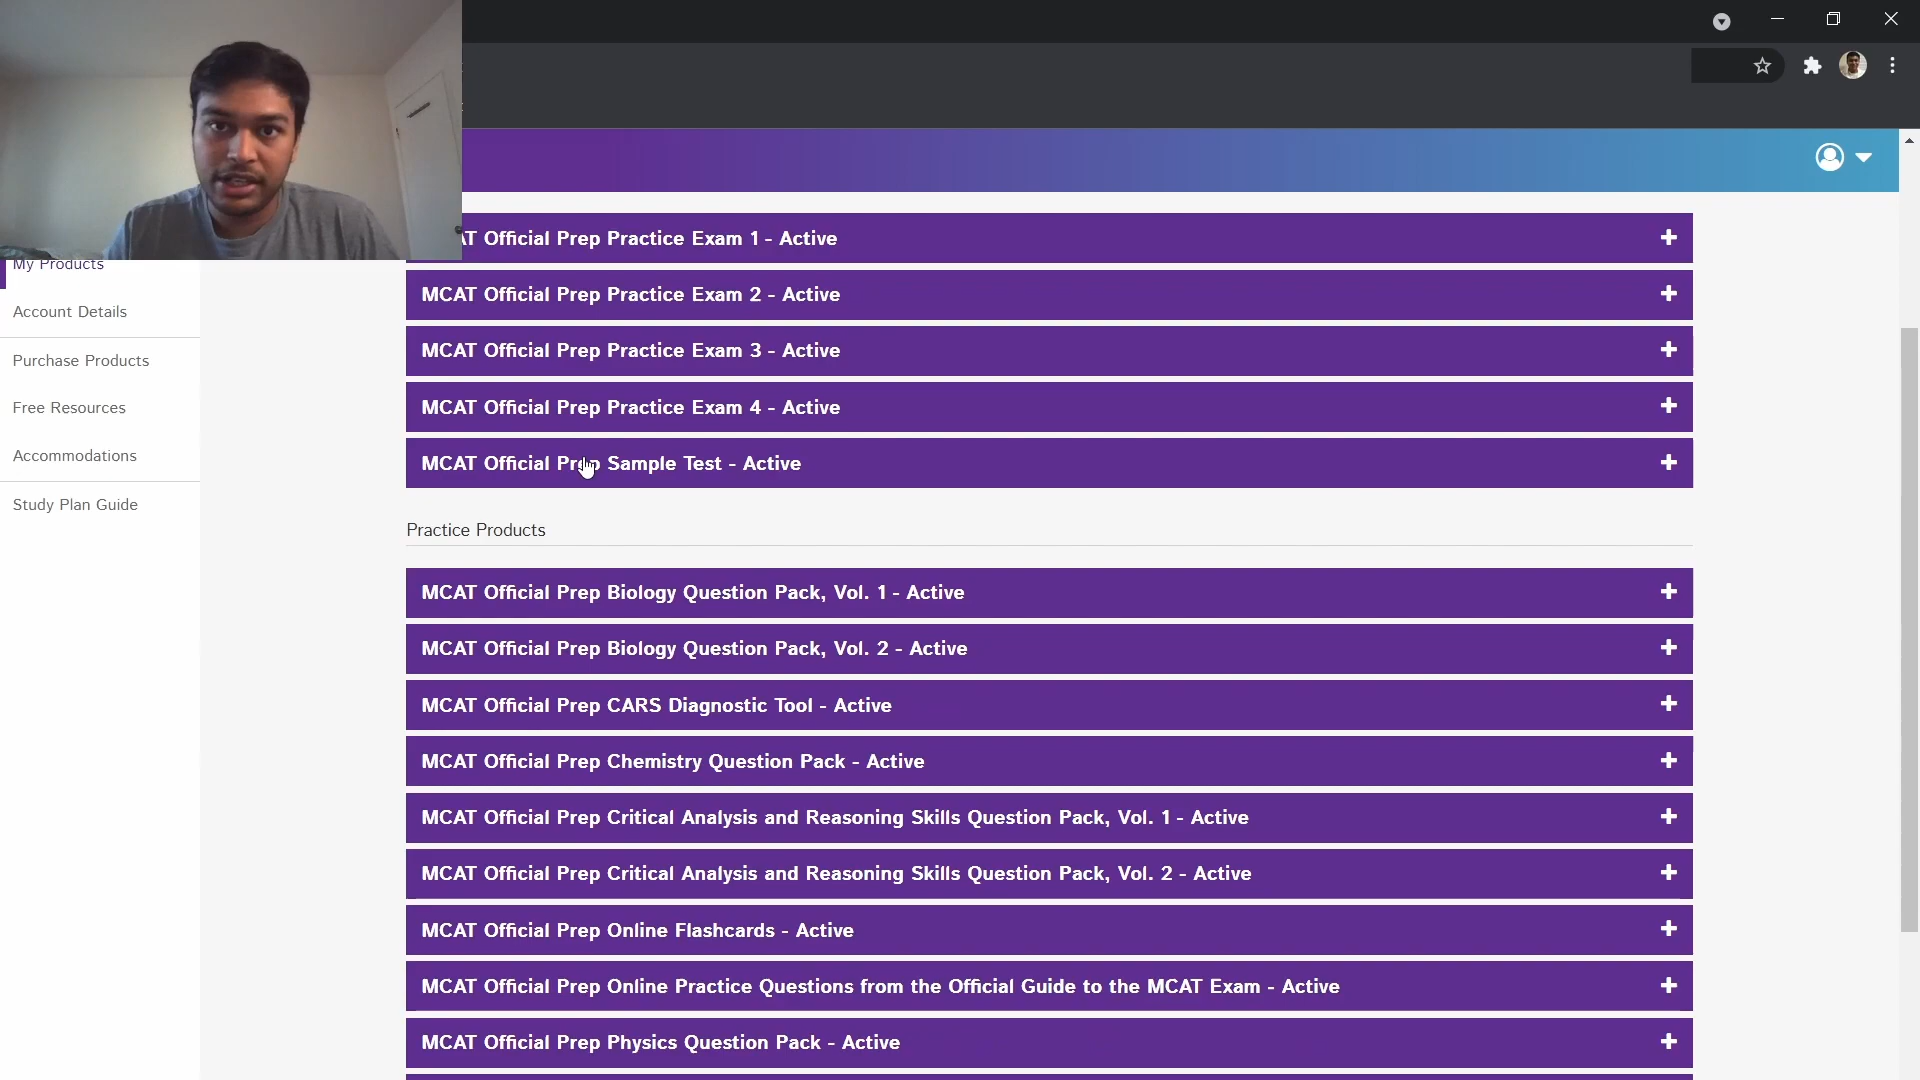 AT Official Prep Practice Exam 1 - Active
MCAT Official Prep Practice Exam 2 - Active
MCAT Official Prep Practice Exam 3 - Active
MCAT Official Prep Practice Exam 4 - Active
MCAT Official Prep Sample Test - Active
My Products
Account Details
Purchase Products
Free Resources
Accommodations
Study Plan Guide
Practice Products
MCAT Official Prep Biology Question Pack, Vol. 1 - Active
MCAT Official Prep Biology Question Pack, Vol. 2 - Active
MCAT Official Prep CARS Diagnostic Tool - Active
MCAT Official Prep Chemistry Question Pack - Active
MCAT Official Prep Critical Analysis and Reasoning Skills Question Pack, Vol. 1 - Active
MCAT Official Prep Critical Analysis and Reasoning Skills Question Pack, Vol. 2 - Active
MCAT Official Prep Online Flashcards - Active
MCAT Official Prep Online Practice Questions from the Official Guide to the MCAT Exam - Active
MCAT Official Prep Physics Question Pack - Active